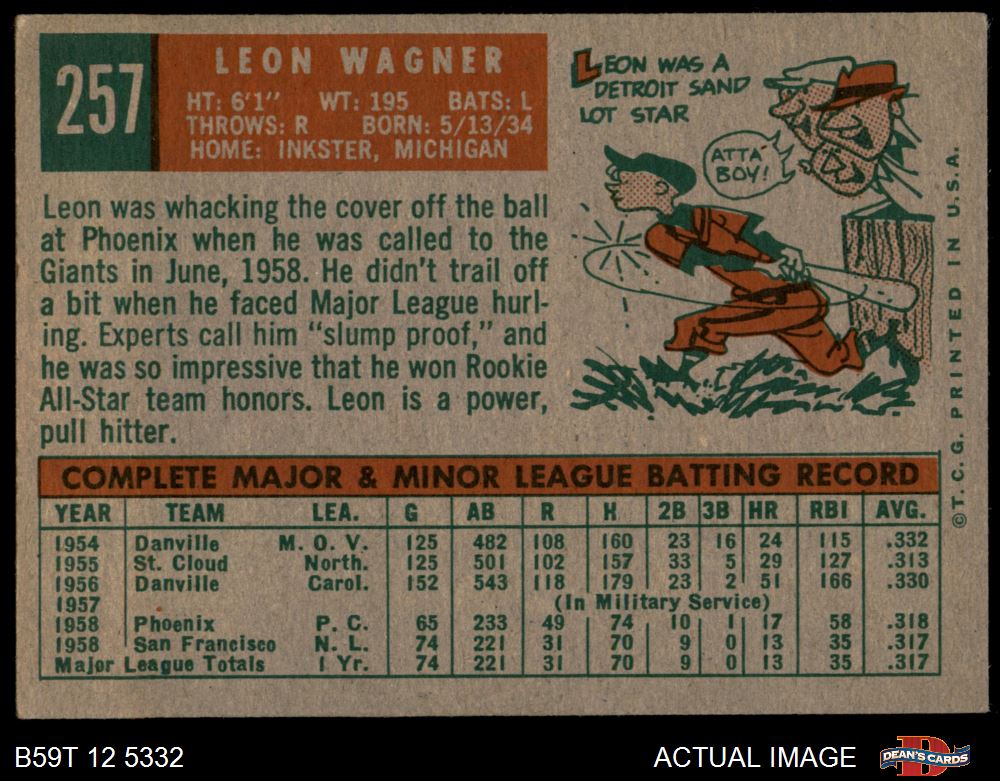 257
LEON WAGNER
HT: 6'1" WT: 195 BATS: L
THROWS: R BORN: 5/13/34
HOME: INKSTER, MICHIGAN
LEON WAS A
DETROIT SAND
LOT STAR
ATTA
BOY!
Leon was whacking the cover off the ball
at Phoenix when he was called to the
Giants in June, 1958. He didn't trail off
a bit when he faced Major League hurl-
ing. Experts call him "slump proof," and
he was so impressive that he won Rookie
All-Star team honors. Leon is a power,
pull hitter.
COMPLETE MAJOR & MINOR LEAGUE BATTING RECORD
YEAR TEAM LEA. G AB R H 2B 3B HR RBI AVG.
1954 Danville M. O. V. 125 482 108 160 23 16 24 115 .332
1955 St. Cloud North. 125 501 102 157 33 5 29 127 .313
1956 Danville Carol. 152 543 118 179 23 2 51 166 .330
1957 (In Military Service)
1958 Phoenix P. C. 65 233 49 74 10 1 17 58 .318
1958 San Francisco N. L. 74 221 31 70 9 0 13 35 .317
Major League Totals 1 Yr. 74 221 31 70 9 0 13 35 .317
© T. C. G. PRINTED IN U.S.A.
B59T 12 5332
ACTUAL IMAGE
DEAN'S CARDS